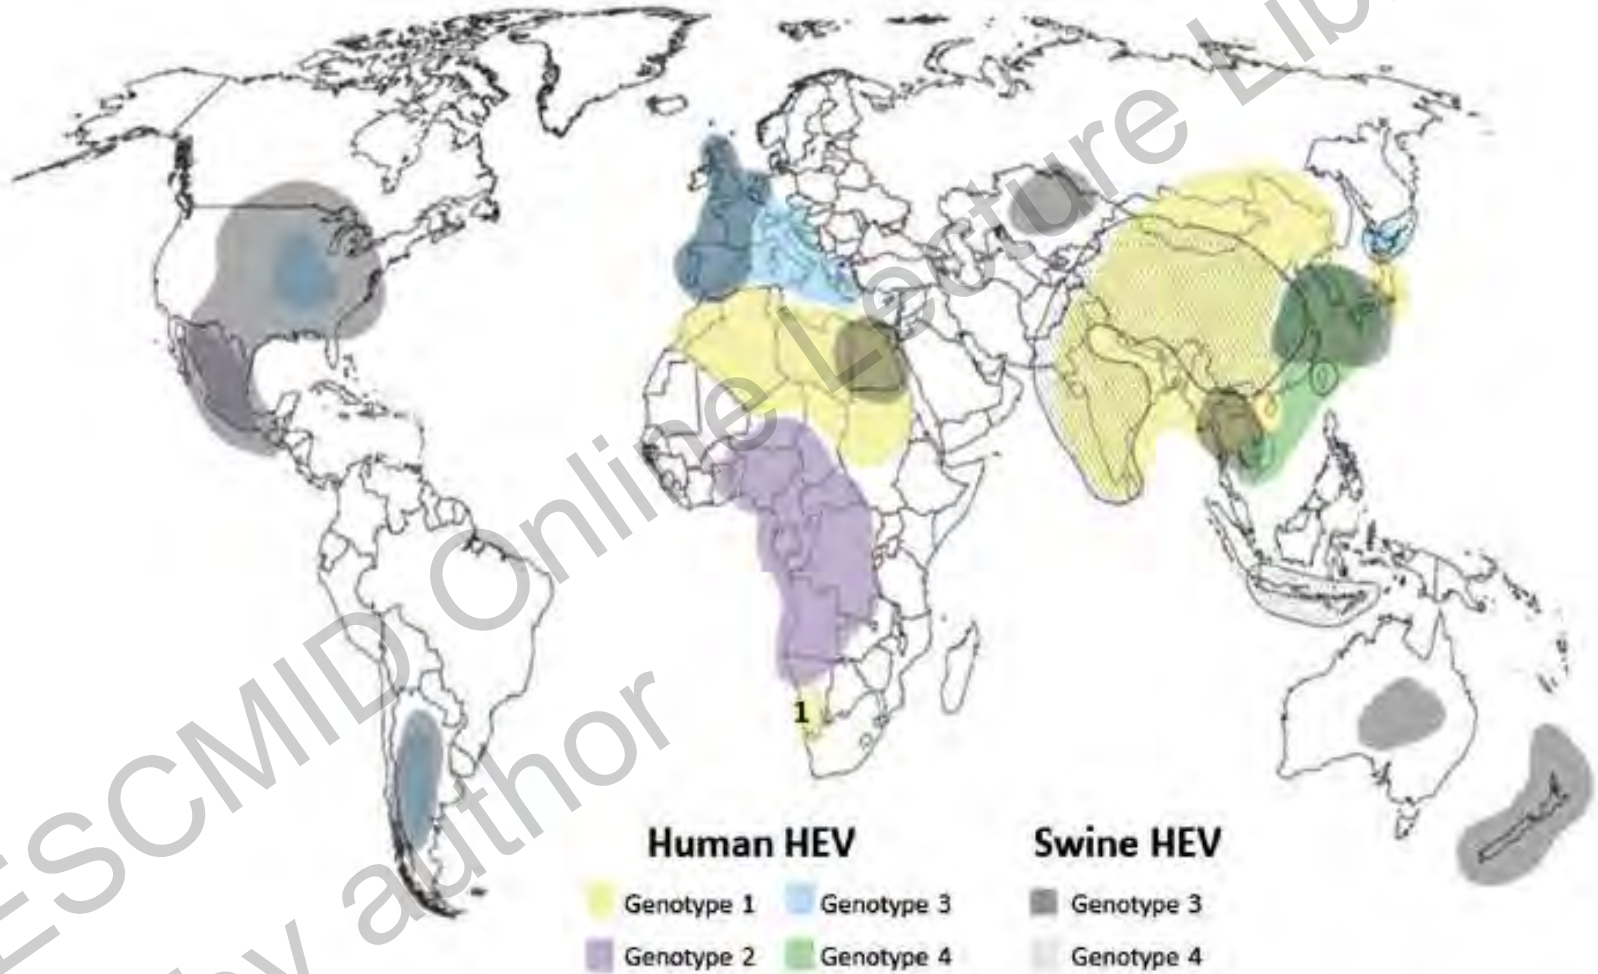 ESCMID Online Lecture Lib
by author
1
Human HEV
Swine HEV
Genotype 1
Genotype 3
Genotype 3
Genotype 2
Genotype 4
Genotype 4